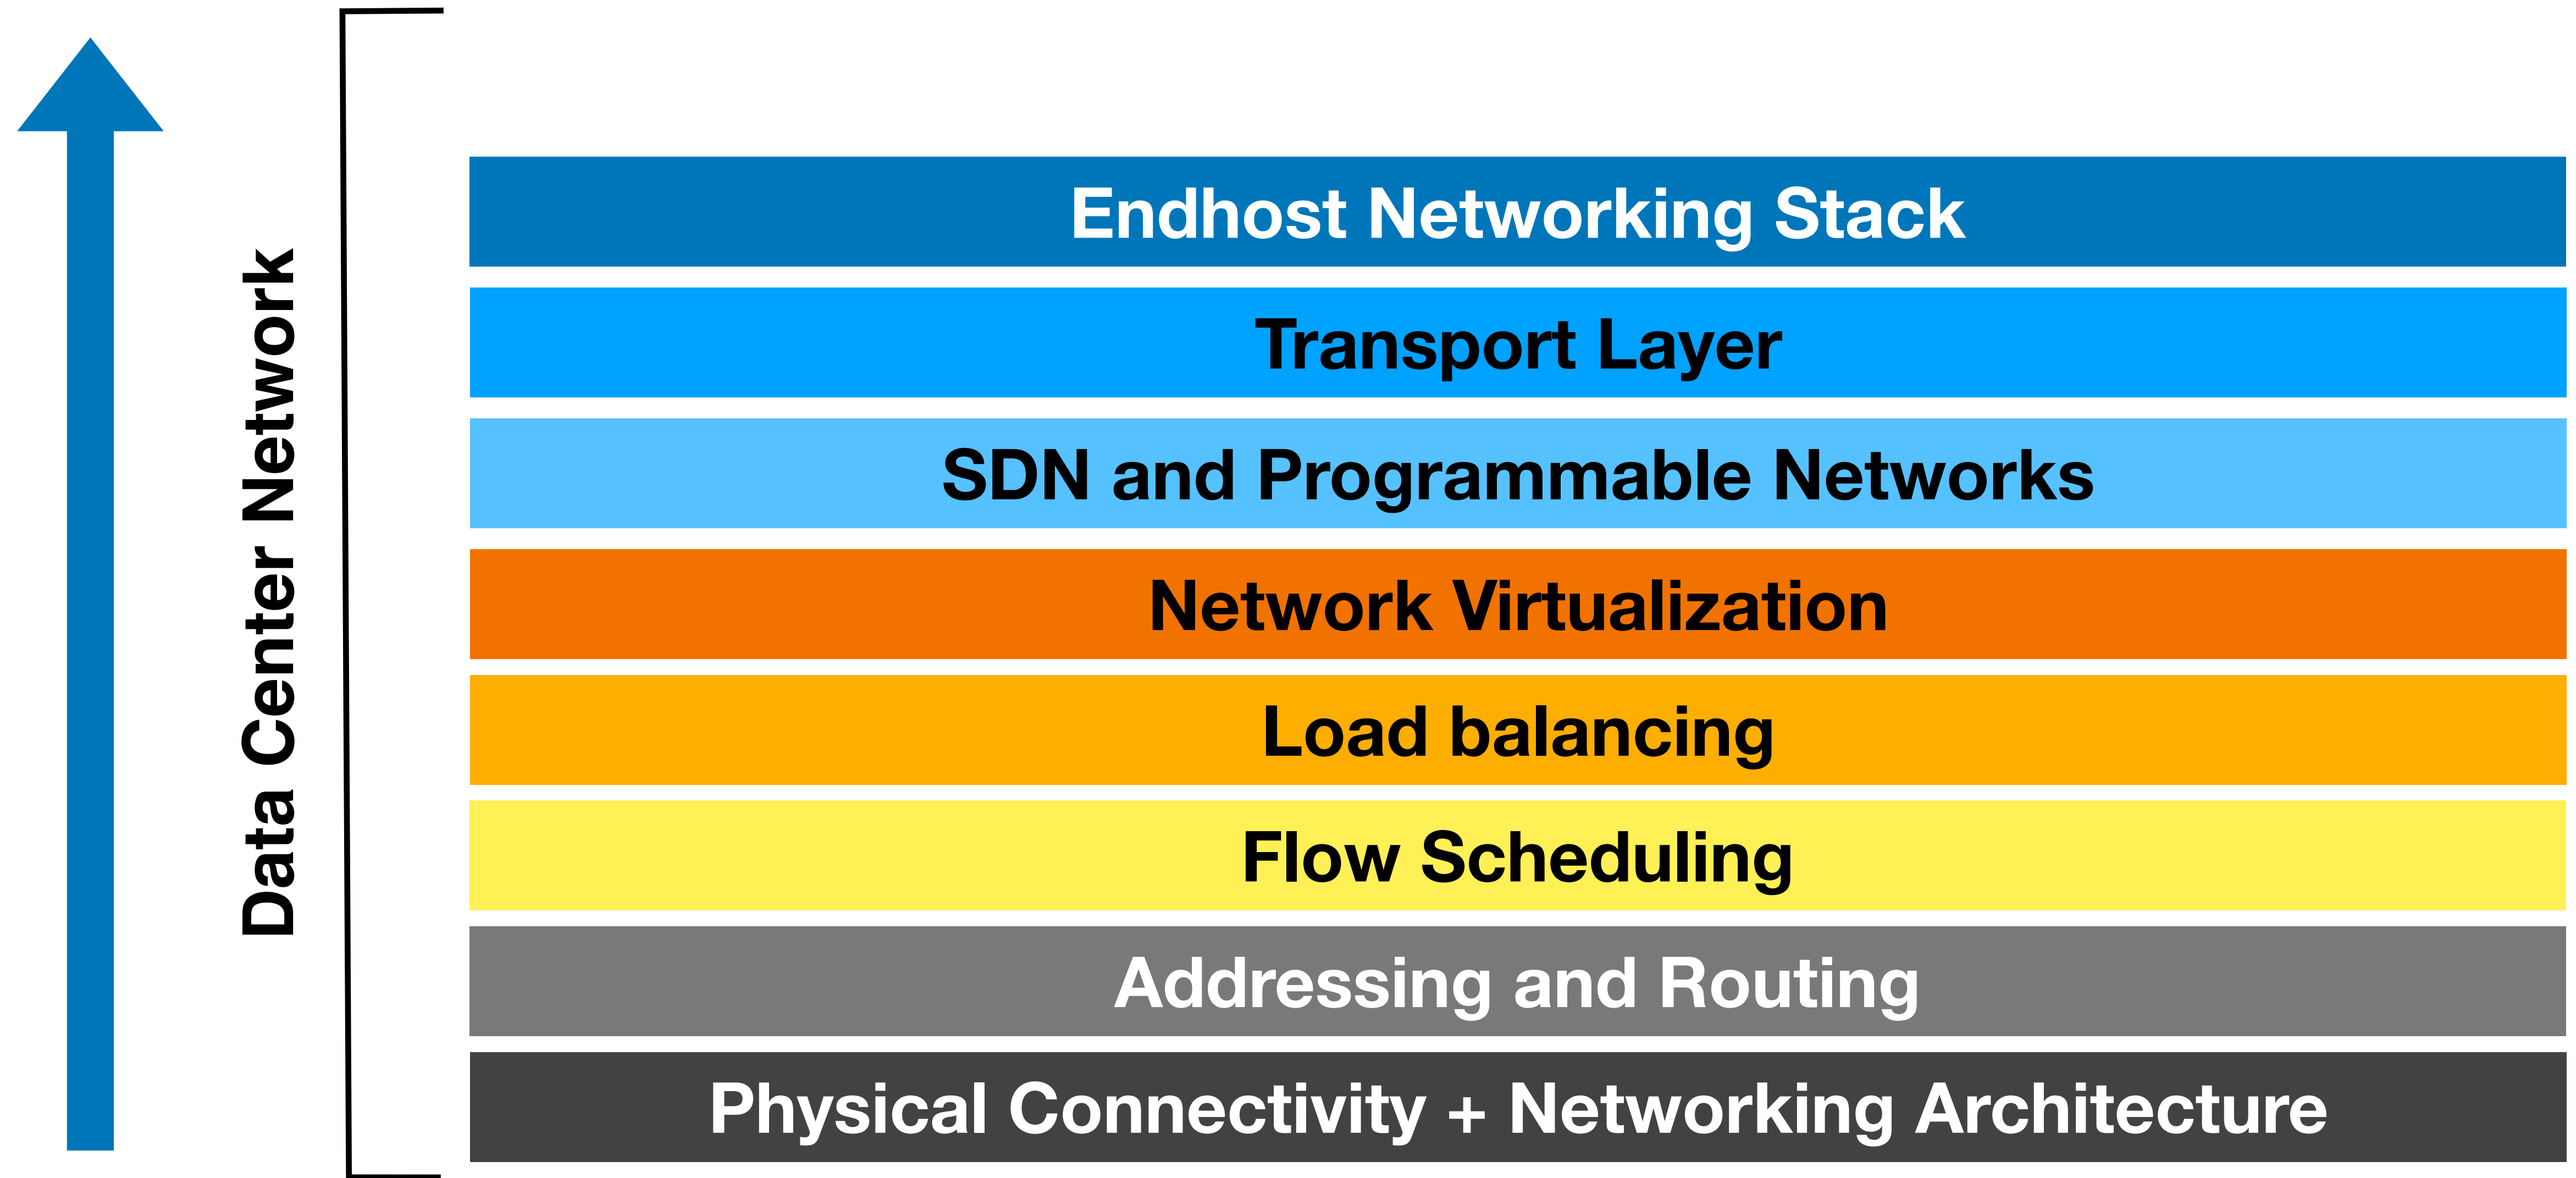 Data Center Network
Endhost Networking Stack
Transport Layer
SDN and Programmable Networks
Network Virtualization
Load balancing
Flow Scheduling
Addressing and Routing
Physical Connectivity + Networking Architecture